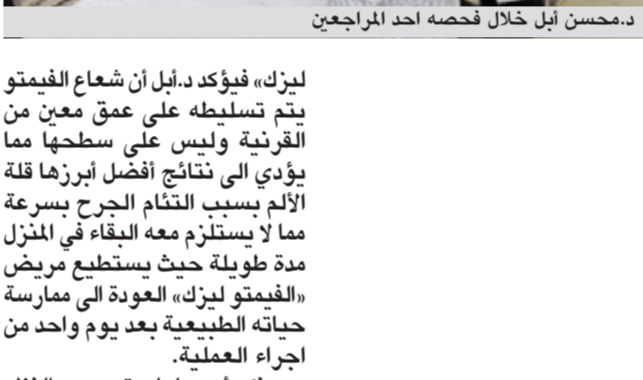 د.محسن أبل خلال فحصه احد المراجعين
ليزك» فيؤكد د.أبل أن شعاع الفيمتو
يتم تسليطه على عمق معين من
القرنية وليس على سطحها مما
يؤدي الى نتائج أفضل أبرزها قلة
الألم بسبب التئام الجرح بسرعة
مما لا يستلزم معه البقاء في المنزل
مدة طويلة حيث يستطيع مريض
«الفيمتو ليزك» العودة الى ممارسة
حياته الطبيعية بعد يوم واحد من
اجراء العملية.